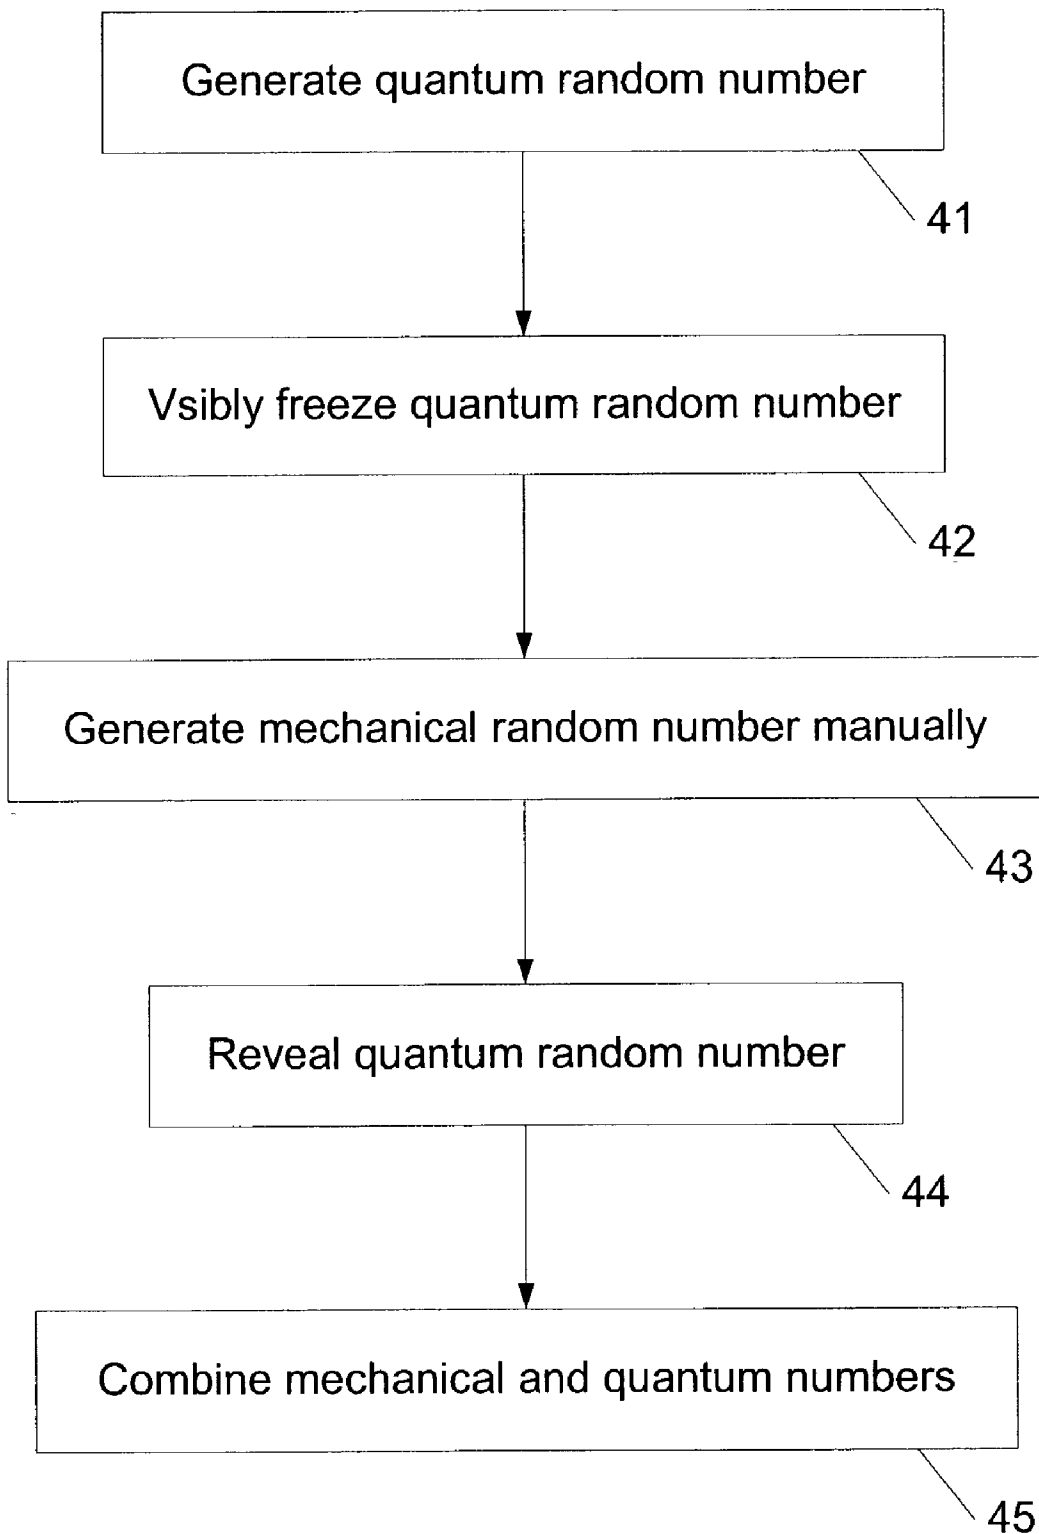 Generate quantum random number
41
Vsibly freeze quantum random number
42
Generate mechanical random number manually
43
Reveal quantum random number
44
Combine mechanical and quantum numbers
45